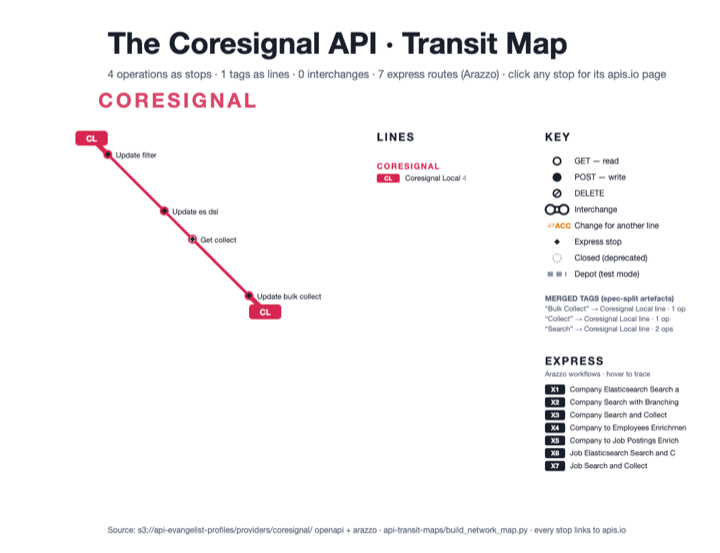 The Coresignal API · Transit Map
4 operations as stops · 1 tags as lines · 0 interchanges · 7 express routes (Arazzo) · click any stop for its apis.io page
CORESIGNAL
CL
Update filter
Update es dsl
Get collect
Update bulk collect
CL
LINES
CORESIGNAL
CL Coresignal Local 4
KEY
GET — read
POST — write
DELETE
Interchange
⇄ACC Change for another line
Express stop
Closed (deprecated)
Depot (test mode)
MERGED TAGS (spec-split artefacts)
"Bulk Collect" → Coresignal Local line · 1 op
"Collect" → Coresignal Local line · 1 op
"Search" → Coresignal Local line · 2 ops
EXPRESS
Arazzo workflows · hover to trace
X1 Company Elasticsearch Search a
X2 Company Search with Branching
X3 Company Search and Collect
X4 Company to Employees Enrichmen
X5 Company to Job Postings Enrich
X6 Job Elasticsearch Search and C
X7 Job Search and Collect
Source: s3://api-evangelist-profiles/providers/coresignal/ openapi + arazzo · api-transit-maps/build_network_map.py · every stop links to apis.io